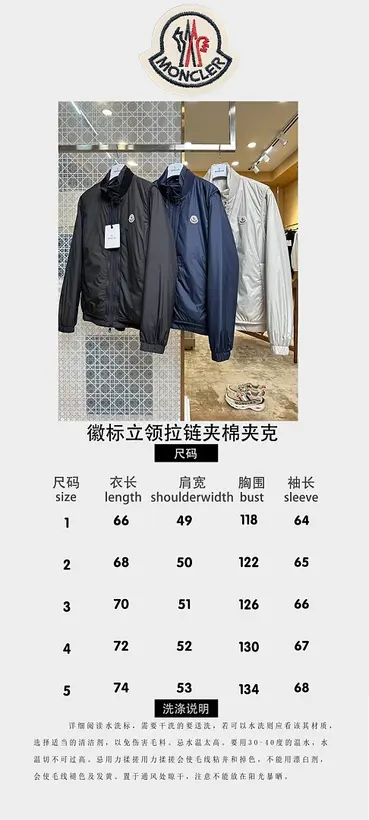 MONCLER
徽标立领拉链夹棉夹克
尺码
尺码 衣长 肩宽 胸围 袖长
size length shoulderwidth bust sleeve
1 66 49 118 64
2 68 50 122 65
3 70 51 126 66
4 72 52 130 67
5 74 53 134 68
洗涤说明
详细阅读水洗标，需要干洗的要送洗，若可以水洗则应看该其材质，
选择适当的清洁剂，以免伤害毛料。总水温太高，要用30-40度的温水，水
温切不可过高。总用力揉搓用力揉搓会使毛线粘并和掉色，不能用漂白剂，
会使毛线褪色及发黄。置于通风处晾干，注意不能放在阳光暴晒。